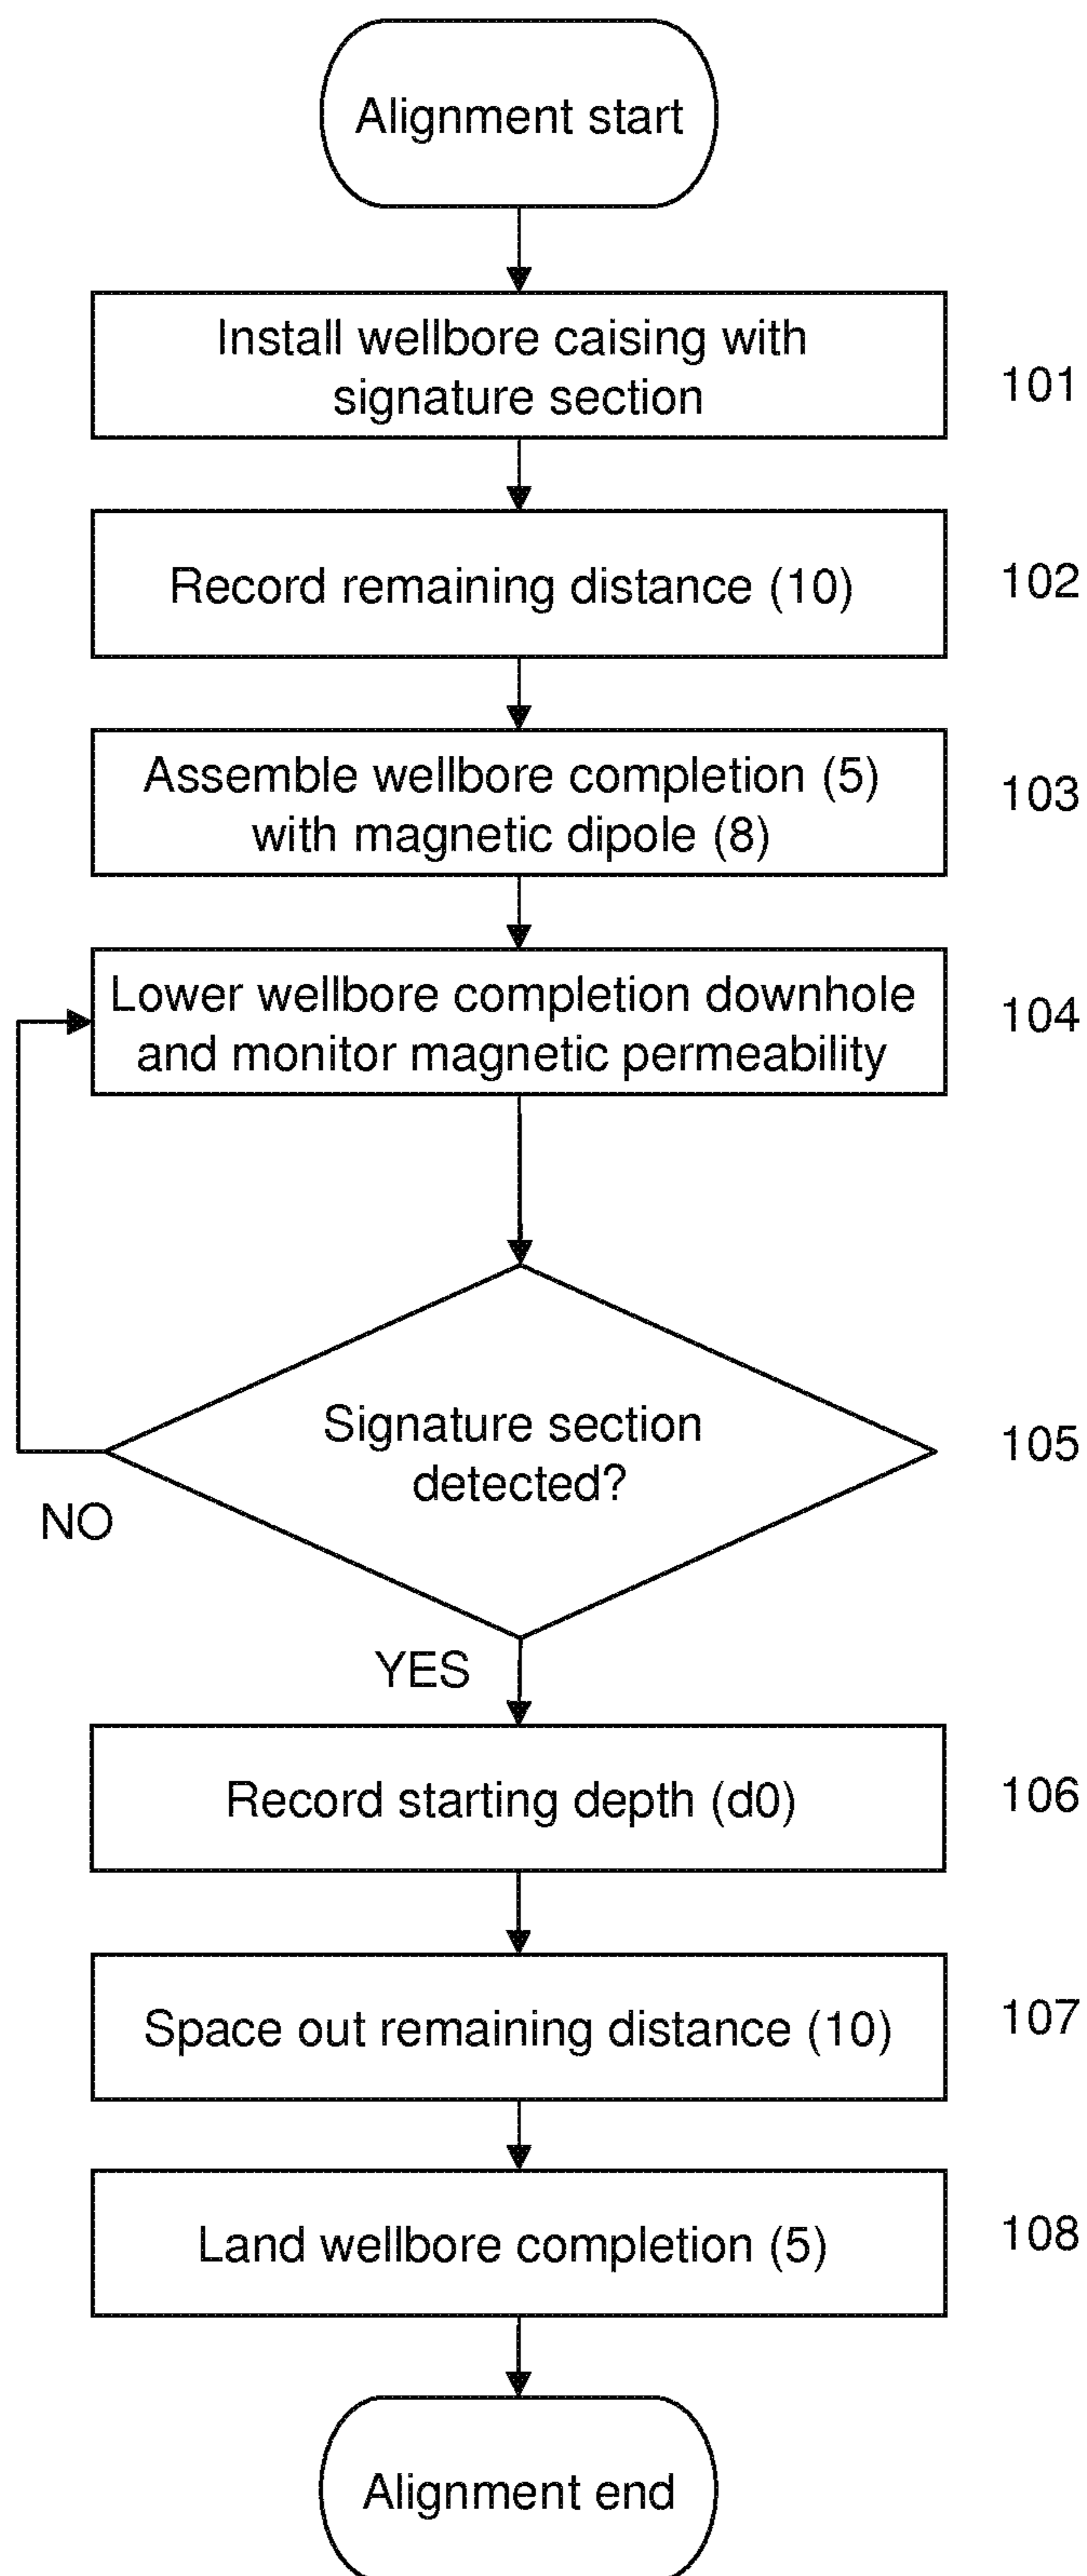 Alignment start
Install wellbore caising with
signature section
101
Record remaining distance (10)
102
Assemble wellbore completion (5)
with magnetic dipole (8)
103
Lower wellbore completion downhole
and monitor magnetic permeability
104
Signature section
detected?
105
NO
YES
Record starting depth (d0)
106
Space out remaining distance (10)
107
Land wellbore completion (5)
108
Alignment end